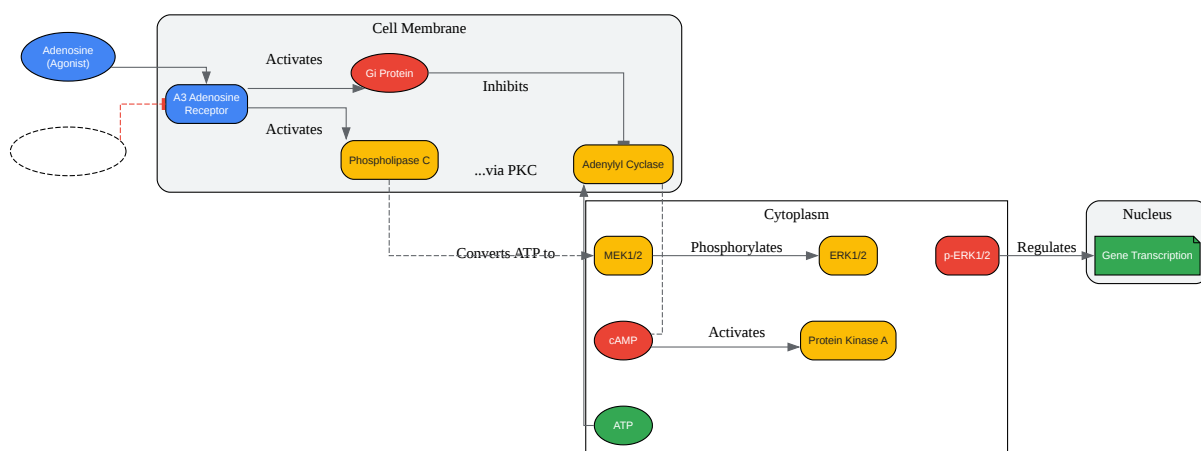 Cell Membrane
Adenosine
(Agonist)
Activates
Gi Protein
Inhibits
A3 Adenosine
Receptor
Activates
Phospholipase C
...via PKC
Adenylyl Cyclase
Cytoplasm
Nucleus
Converts ATP to
MEK1/2
Phosphorylates
ERK1/2
p-ERK1/2
Regulates
Gene Transcription
cAMP
Activates
Protein Kinase A
ATP